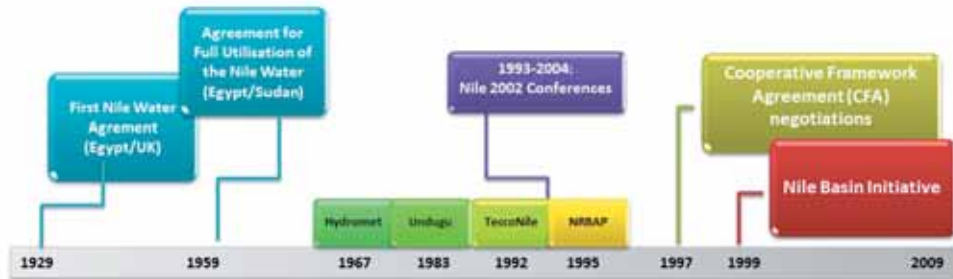 Agreement for
Full Utilisation of
the Nile Water
(Egypt/Sudan)
First Nile Water
Agrement
(Egypt/UK)
1993-2004:
Nile 2002 Conferences
Cooperative Framework
Agreement (CFA)
negotiations
Nile Basin Initiative
Hydromet
Undugu
TeccoNile
NRBAP
1929
1959
1967
1983
1992
1995
1997
1999
2009